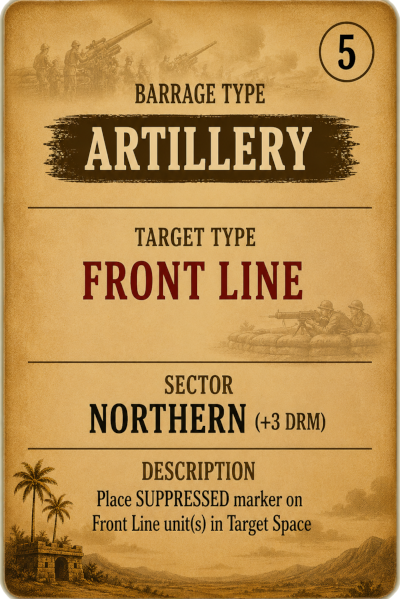 5
BARRAGE TYPE
ARTILLERY
TARGET TYPE
FRONT LINE
SECTOR
NORTHERN (+3 DRM)
DESCRIPTION
Place SUPPRESSED marker on
Front Line unit(s) in Target Space